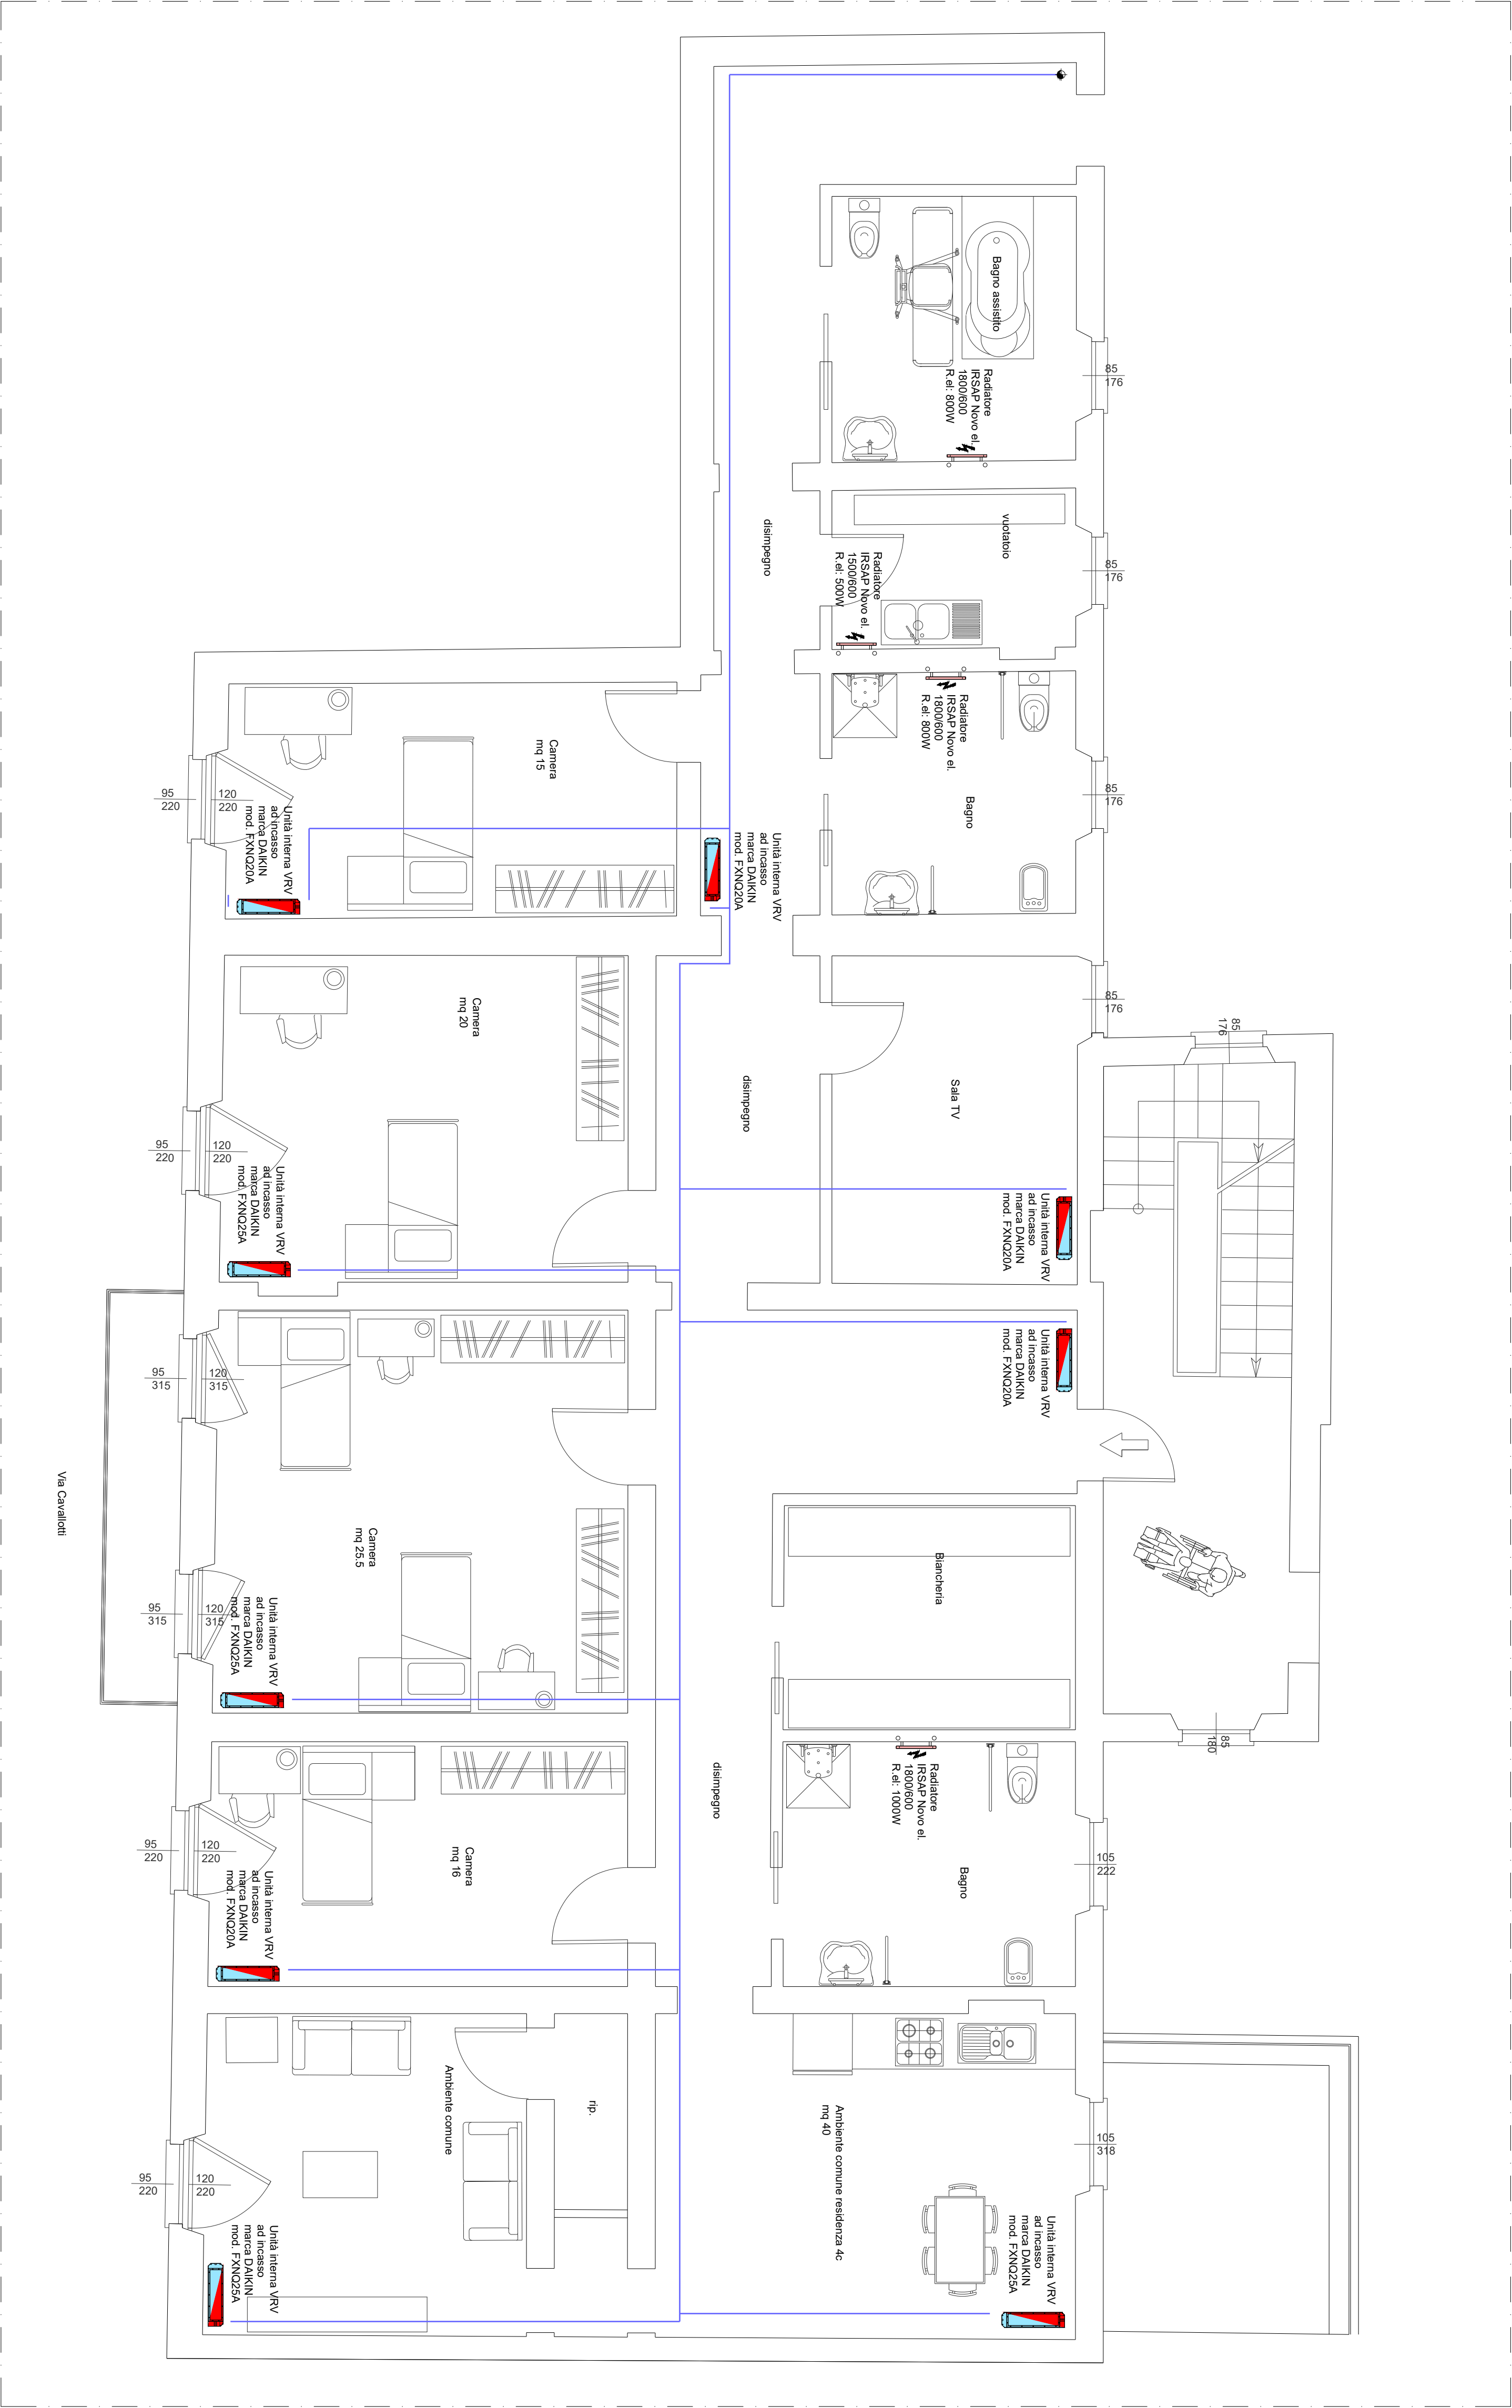 Bagno assistito
85
176
Radiatore
IRSAP Novo el.
1800/600
R.el: 800W
vuotatoio
85
176
disimpegno
Radiatore
IRSAP Novo el.
1500/600
R.el: 500W
Radiatore
IRSAP Novo el.
1800/600
R.el: 800W
Bagno
85
176
Camera
mq 15
95
220
120
220
Unità interna VRV
ad incasso
marca DAIKIN
mod. FXNQ20A
Unità interna VRV
ad incasso
marca DAIKIN
mod. FXNQ20A
85
176
85
176
Camera
mq 20
disimpegno
Sala TV
95
220
120
220
Unità interna VRV
ad incasso
marca DAIKIN
mod. FXNQ25A
Unità interna VRV
ad incasso
marca DAIKIN
mod. FXNQ20A
Unità interna VRV
ad incasso
marca DAIKIN
mod. FXNQ20A
95
315
120
315
Via Cavallotti
Camera
mq 25.5
Biancheria
95
315
120
315
Unità interna VRV
ad incasso
marca DAIKIN
mod. FXNQ25A
85
180
disimpegno
Radiatore
IRSAP Novo el.
1800/600
R.el: 1000W
105
222
Bagno
Camera
mq 16
95
220
120
220
Unità interna VRV
ad incasso
marca DAIKIN
mod. FXNQ20A
Ambiente comune
rip.
Ambiente comune residenza 4c
mq 40
105
318
95
220
120
220
Unità interna VRV
ad incasso
marca DAIKIN
mod. FXNQ25A
Unità interna VRV
ad incasso
marca DAIKIN
mod. FXNQ25A